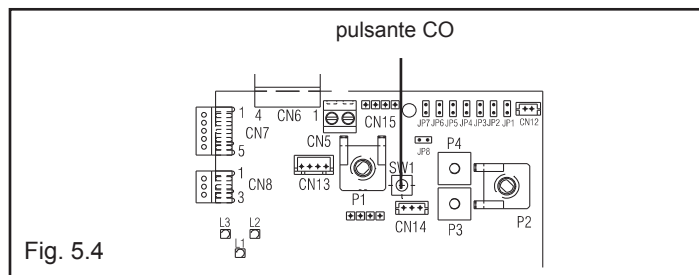 pulsante CO
4 CN6 1
1 CN7 5
CN5
CN15
JP7 JP6 JP5 JP4 JP3 JP2 JP1 CN12
JP8
1 CN8 3
CN13
P1
SW1
P4
CN14
P3
P2
L3 L2
L1
Fig. 5.4